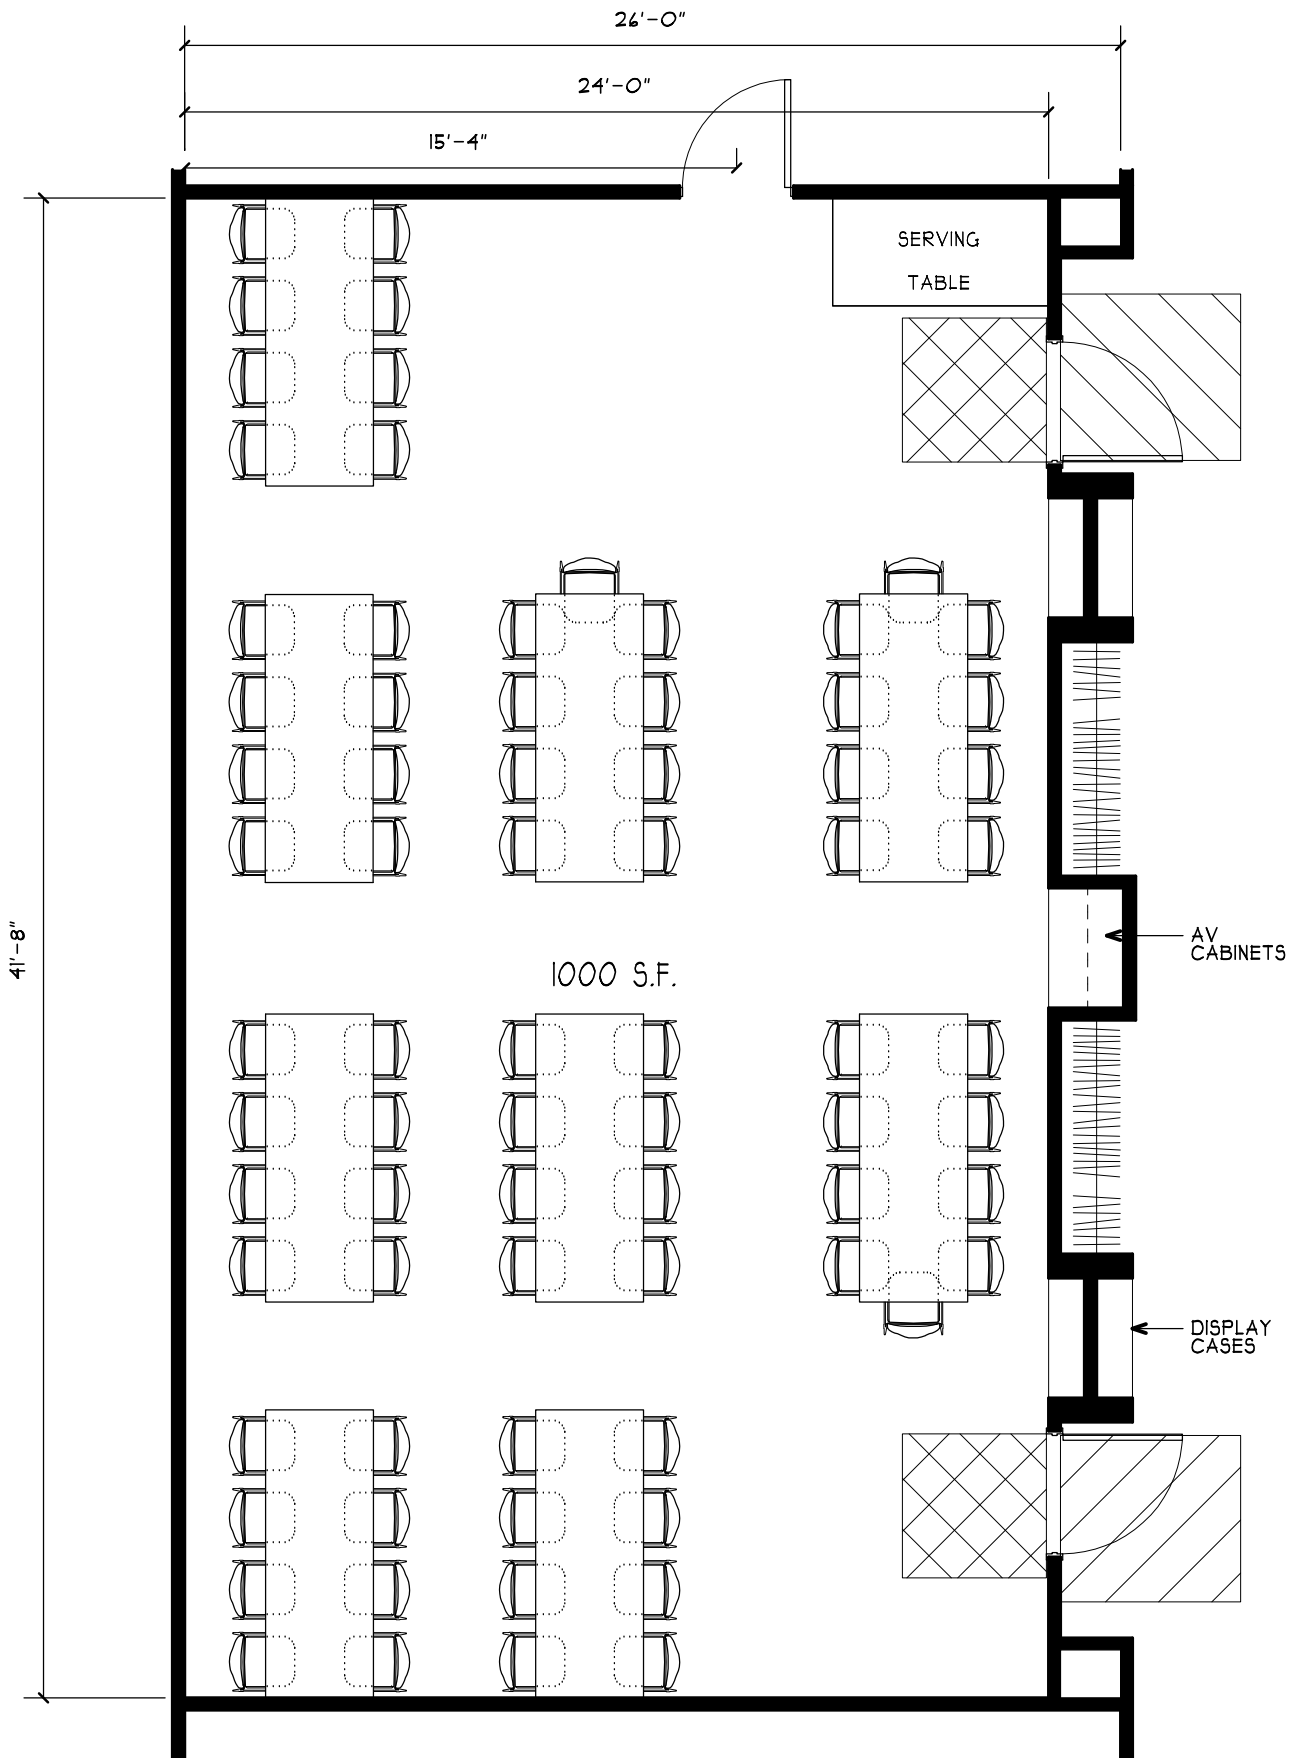 26'-0"
24'-0"
15'-4"
SERVING
TABLE
41'-8"
AV
CABINETS
1000 S.F.
DISPLAY
CASES